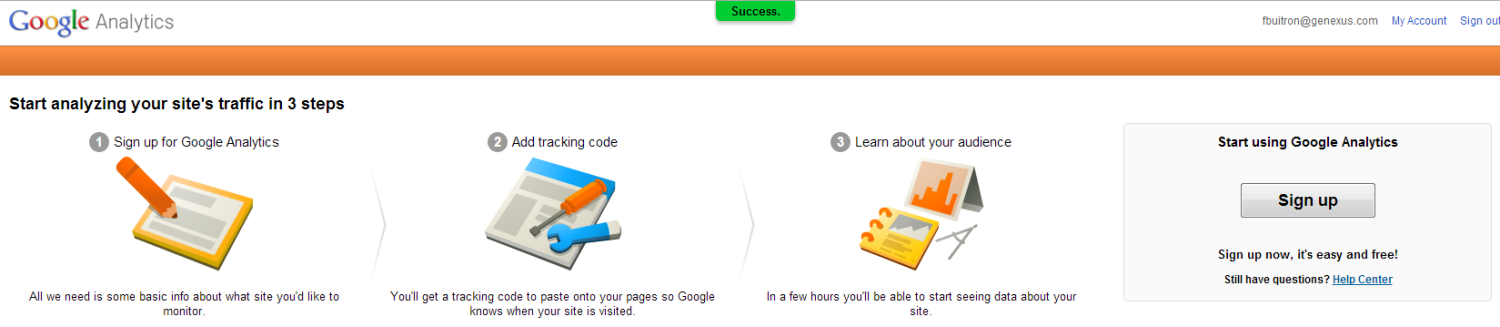 Google Analytics
Success.
fbuitron@genexus.com My Account Sign out
Start analyzing your site's traffic in 3 steps
1 Sign up for Google Analytics
All we need is some basic info about what site you'd like to
monitor.
2 Add tracking code
You'll get a tracking code to paste onto your pages so Google
knows when your site is visited.
3 Learn about your audience
In a few hours you'll be able to start seeing data about your
site.
Start using Google Analytics
Sign up
Sign up now, it's easy and free!
Still have questions? Help Center